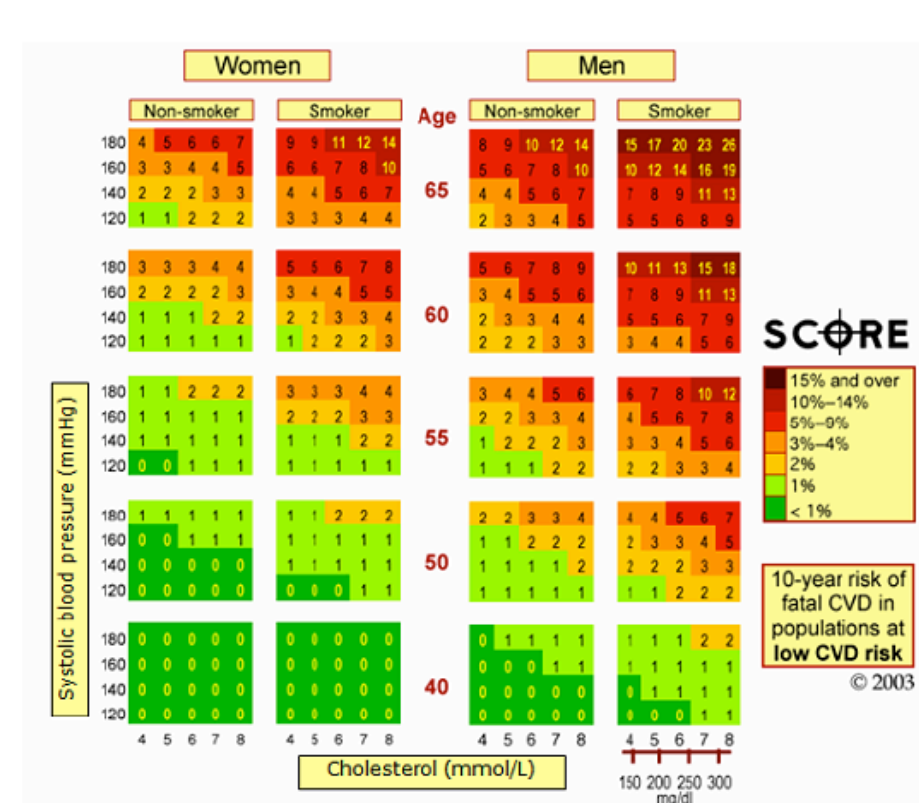 Women Men
Non-smoker Smoker Age Non-smoker Smoker
180 4 5 6 6 7 9 9 11 12 14 8 9 10 12 14 15 17 20 23 26
160 3 3 4 4 5 6 6 7 8 10 5 6 7 8 10 10 12 14 16 19
65
140 2 2 2 3 3 4 4 5 6 7 4 4 5 6 7 7 8 9 11 13
120 1 1 2 2 2 3 3 3 4 4 2 3 3 4 5 5 5 6 8 9
180 3 3 3 4 4 5 5 6 7 8 5 6 7 8 9 10 11 13 15 18
160 2 2 2 2 3 3 4 4 5 5 3 4 5 5 6 7 8 9 11 13
60
140 1 1 1 2 2 2 2 3 3 4 2 3 3 4 4 5 5 6 7 9
120 1 1 1 1 1 1 2 2 2 3 2 2 2 3 3 3 4 4 5 6
180 1 1 2 2 2 3 3 3 4 4 3 4 4 5 6 6 7 8 10 12
160 1 1 1 1 1 2 2 2 3 3 2 2 3 3 4 4 5 6 7 8
55
140 1 1 1 1 1 1 1 1 2 2 1 2 2 2 3 3 3 4 5 6
120 0 0 1 1 1 1 1 1 1 1 1 1 1 2 2 2 2 3 3 4
180 1 1 1 1 1 1 1 2 2 2 2 2 3 3 4 4 4 5 6 7
160 0 0 1 1 1 1 1 1 1 1 1 1 2 2 2 2 3 3 4 5
50
140 0 0 0 0 0 1 1 1 1 1 1 1 1 1 2 2 2 2 3 3
120 0 0 0 0 0 0 0 0 1 1 1 1 1 1 1 1 1 2 2 2
180 0 0 0 0 0 0 0 0 0 0 0 1 1 1 1 1 1 1 2 2
160 0 0 0 0 0 0 0 0 0 0 0 0 0 1 1 1 1 1 1 1
40
140 0 0 0 0 0 0 0 0 0 0 0 0 0 0 0 0 1 1 1 1
120 0 0 0 0 0 0 0 0 0 0 0 0 0 0 0 0 0 0 1 1
4 5 6 7 8 4 5 6 7 8 4 5 6 7 8 4 5 6 7 8
Cholesterol (mmol/L)
150 200 250 300
mg/dl
Systolic blood pressure (mmHg)
SCORE
15% and over
10%–14%
5%–9%
3%–4%
2%
1%
< 1%
10-year risk of
fatal CVD in
populations at
low CVD risk
© 2003